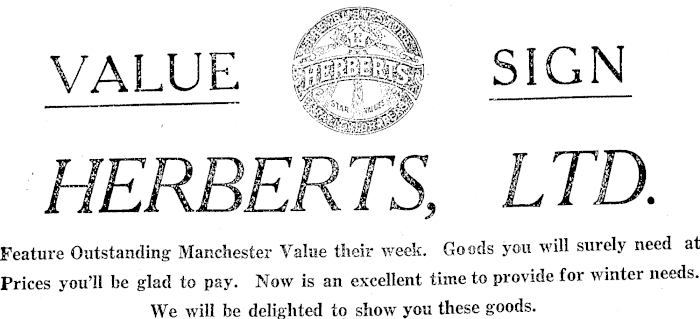 VALUE SIGN
HERBERTS
STAR VALUE
HERBERTS, LTD.
Feature Outstanding Manchester Value their week. Goods you will surely need at
Prices you'll be glad to pay. Now is an excellent time to provide for winter needs.
We will be delighted to show you these goods.